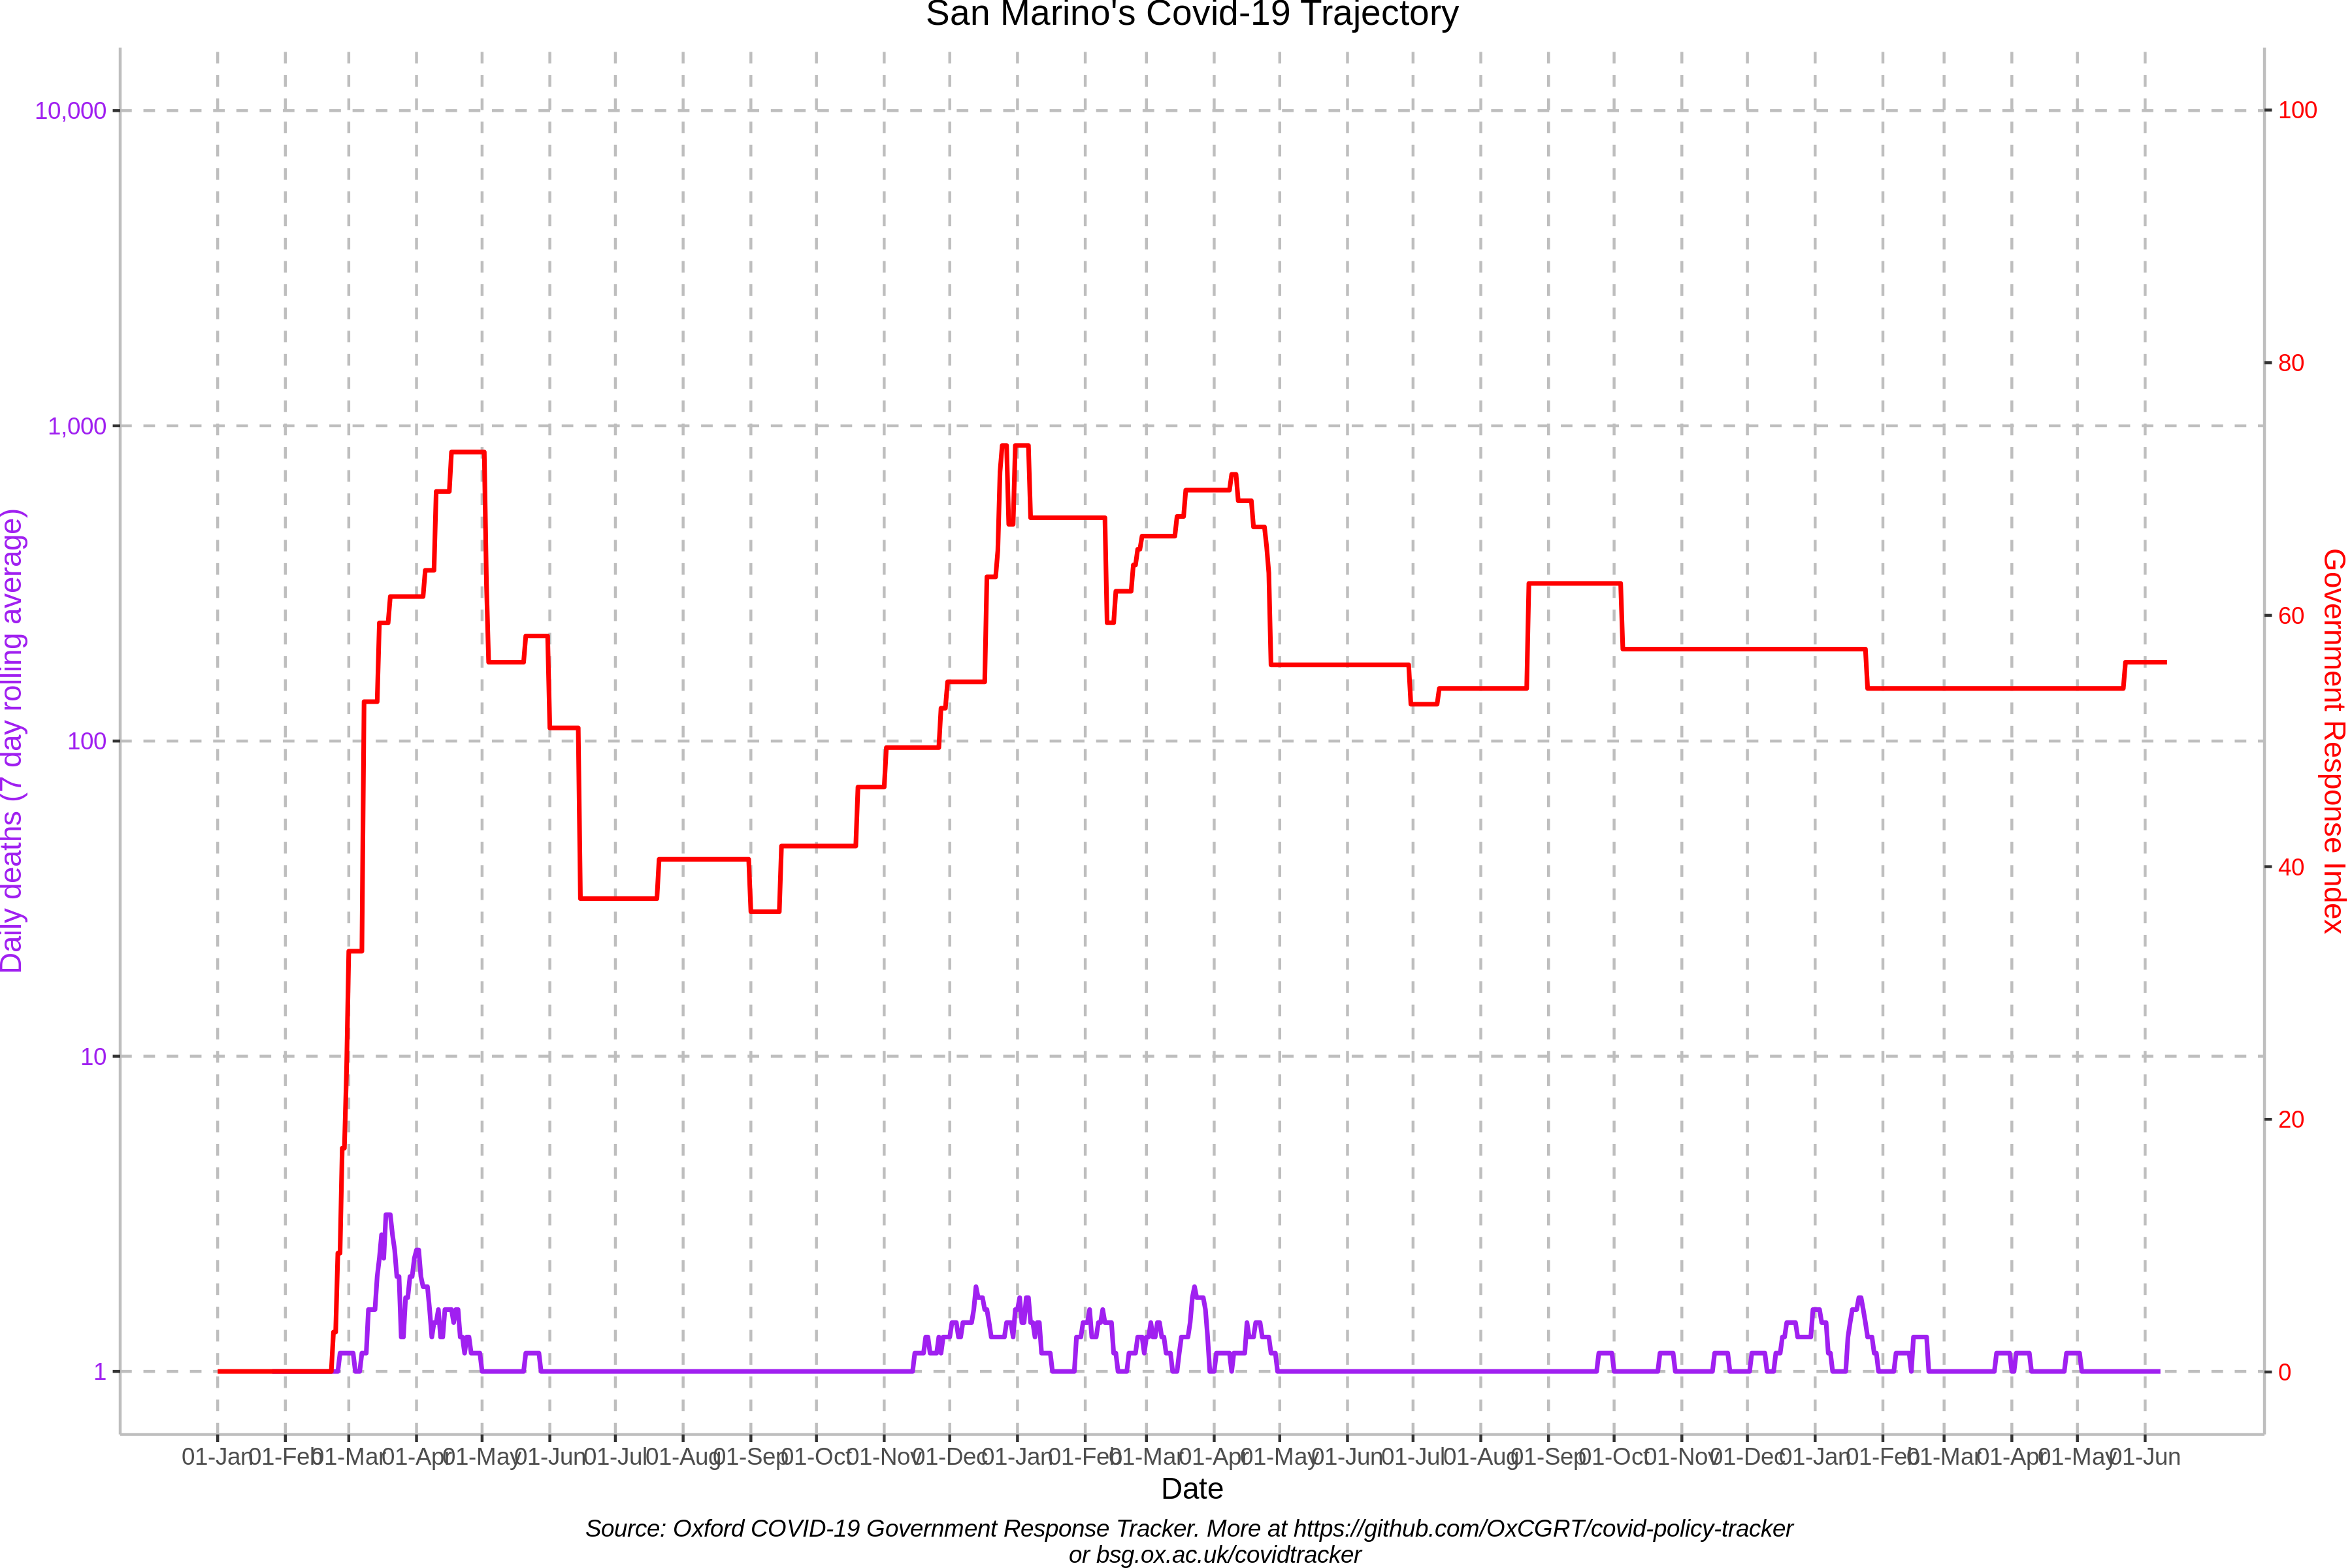 San Marino's Covid-19 Trajectory
10,000
1,000
100
10
1
Daily deaths (7 day rolling average)
100
80
60
40
20
0
Government Response Index
01-Jan 01-Feb 01-Mar 01-Apr 01-May 01-Jun 01-Jul 01-Aug 01-Sep 01-Oct 01-Nov 01-Dec 01-Jan 01-Feb 01-Mar 01-Apr 01-May 01-Jun 01-Jul 01-Aug 01-Sep 01-Oct 01-Nov 01-Dec 01-Jan 01-Feb 01-Mar 01-Apr 01-May 01-Jun
Date
Source: Oxford COVID-19 Government Response Tracker. More at https://github.com/OxCGRT/covid-policy-tracker
or bsg.ox.ac.uk/covidtracker